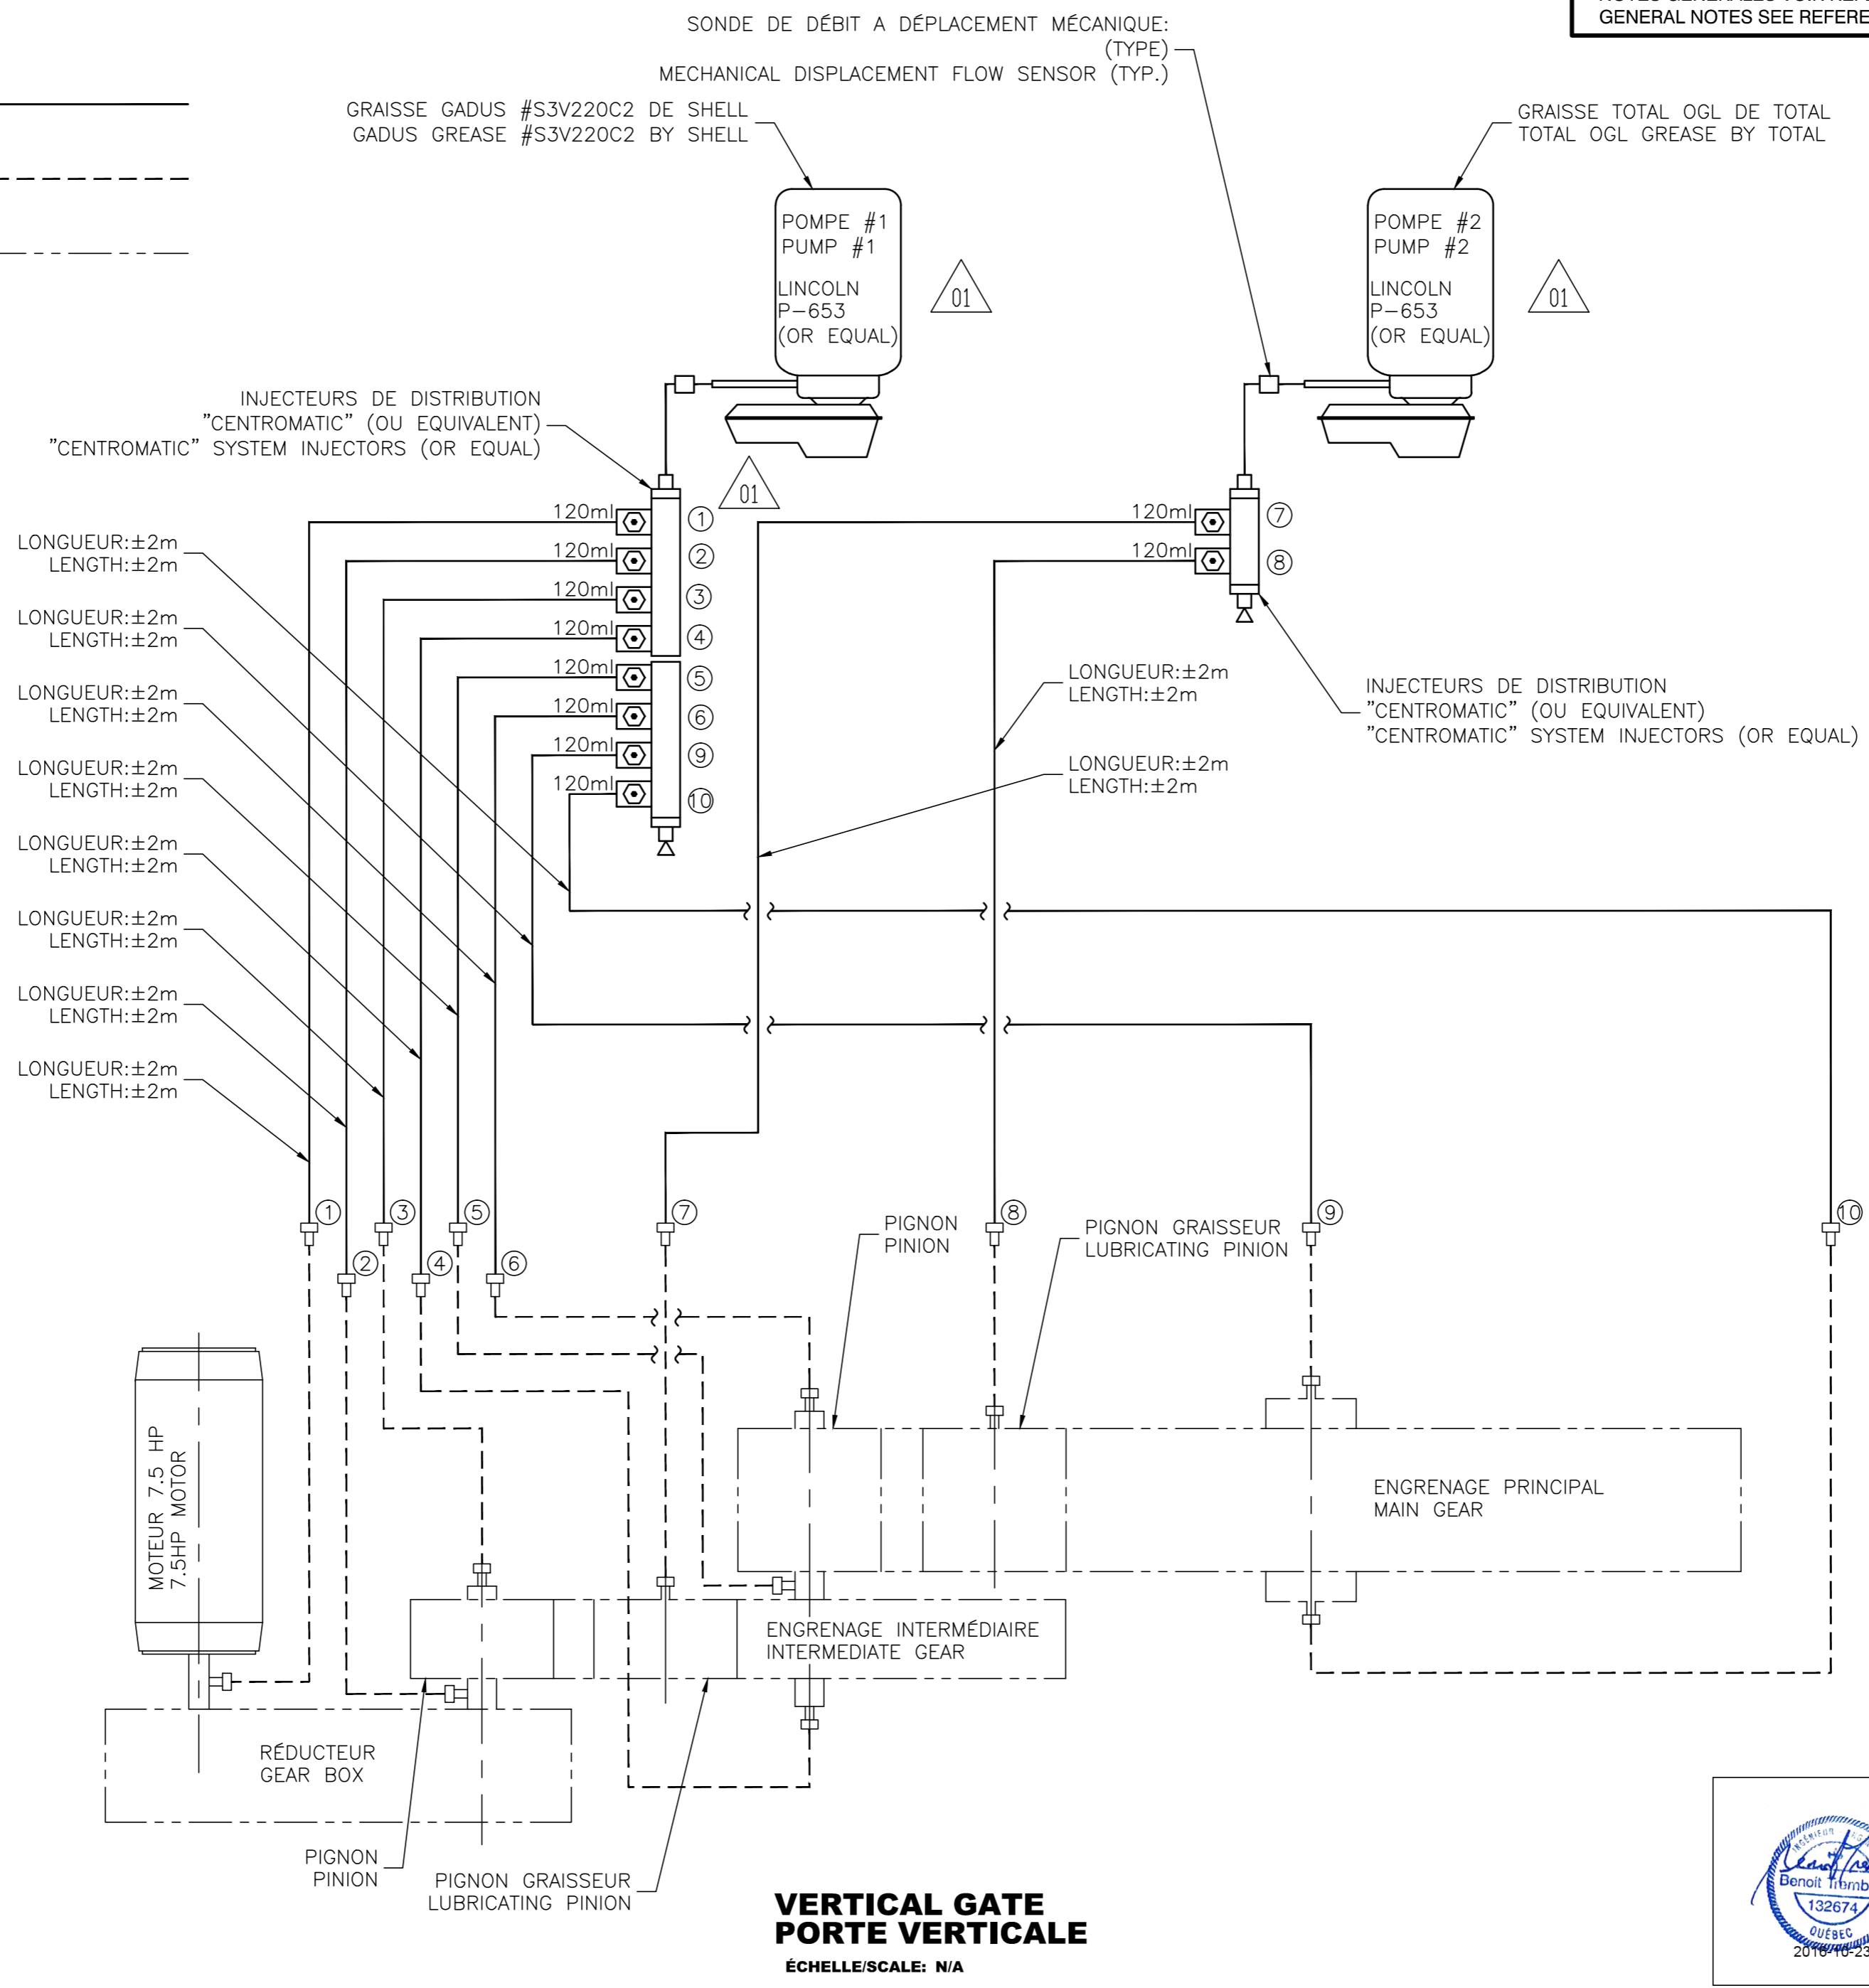 GENERAL NOTES SEE REFERE
SONDE DE DÉBIT A DÉPLACEMENT MÉCANIQUE:
(TYPE)
MECHANICAL DISPLACEMENT FLOW SENSOR (TYP.)
GRAISSE GADUS #S3V220C2 DE SHELL
GADUS GREASE #S3V220C2 BY SHELL
GRAISSE TOTAL OGL DE TOTAL
TOTAL OGL GREASE BY TOTAL
POMPE #1
PUMP #1
LINCOLN
P-653
(OR EQUAL)
01
POMPE #2
PUMP #2
LINCOLN
P-653
(OR EQUAL)
01
INJECTEURS DE DISTRIBUTION
"CENTROMATIC" (OU EQUIVALENT)
"CENTROMATIC" SYSTEM INJECTORS (OR EQUAL)
01
120ml 1
120ml 2
120ml 3
120ml 4
120ml 5
120ml 6
120ml 9
120ml 10
120ml 7
120ml 8
LONGUEUR:±2m
LENGTH:±2m
LONGUEUR:±2m
LENGTH:±2m
LONGUEUR:±2m
LENGTH:±2m
LONGUEUR:±2m
LENGTH:±2m
LONGUEUR:±2m
LENGTH:±2m
LONGUEUR:±2m
LENGTH:±2m
LONGUEUR:±2m
LENGTH:±2m
LONGUEUR:±2m
LENGTH:±2m
LONGUEUR:±2m
LENGTH:±2m
LONGUEUR:±2m
LENGTH:±2m
INJECTEURS DE DISTRIBUTION
"CENTROMATIC" (OU EQUIVALENT)
"CENTROMATIC" SYSTEM INJECTORS (OR EQUAL)
1
2
3
4
5
6
7
8
9
10
PIGNON
PINION
PIGNON GRAISSEUR
LUBRICATING PINION
MOTEUR 7.5 HP
7.5HP MOTOR
ENGRENAGE PRINCIPAL
MAIN GEAR
ENGRENAGE INTERMÉDIAIRE
INTERMEDIATE GEAR
RÉDUCTEUR
GEAR BOX
PIGNON
PINION
PIGNON GRAISSEUR
LUBRICATING PINION
VERTICAL GATE
PORTE VERTICALE
ÉCHELLE/SCALE: N/A
INGÉNIEUR
Benoit Tremb
132674
QUÉBEC
2016-10-23